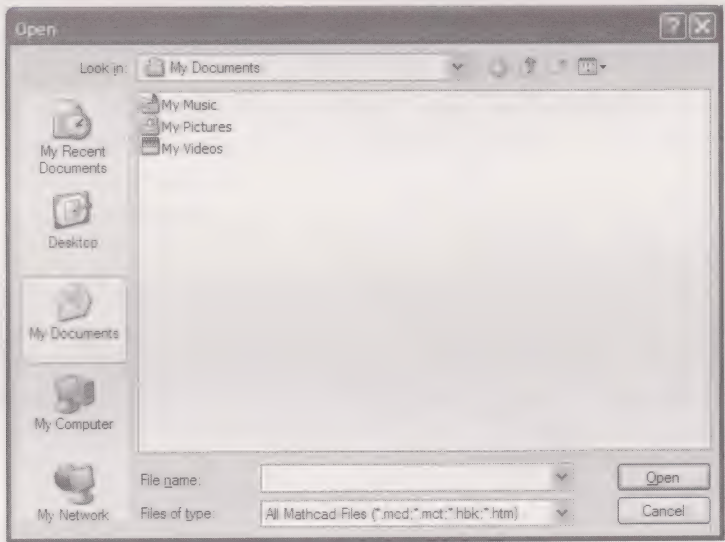 Open
Look in: My Documents
My Music
My Pictures
My Videos
My Recent
Documents
Desktop
My Documents
My Computer
My Network
File name:
Open
Files of type: All Mathcad Files (*.mcd;*.mct;*.hbk;*.htm)
Cancel